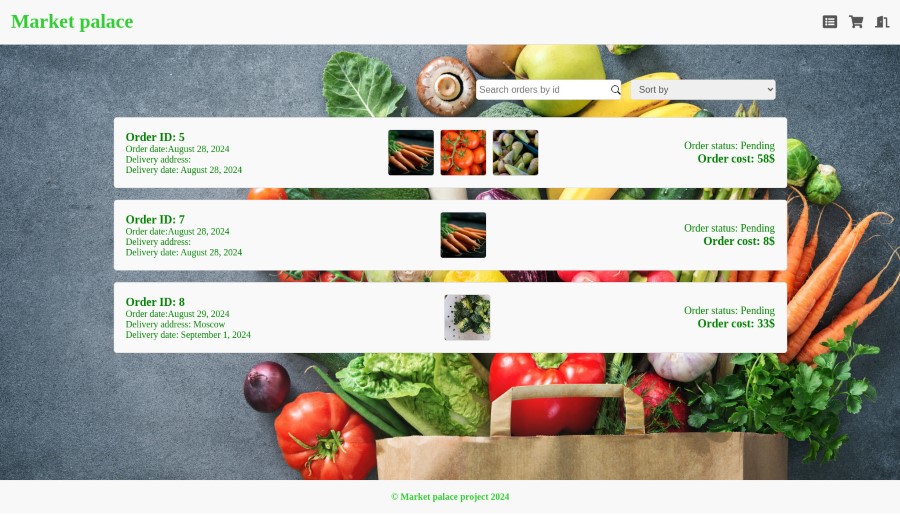 Market palace
Search orders by id
Sort by
Order ID: 5
Order date:August 28, 2024
Delivery address:
Delivery date: August 28, 2024
Order status: Pending
Order cost: 58$
Order ID: 7
Order date:August 28, 2024
Delivery address:
Delivery date: August 28, 2024
Order status: Pending
Order cost: 8$
Order ID: 8
Order date:August 29, 2024
Delivery address: Moscow
Delivery date: September 1, 2024
Order status: Pending
Order cost: 33$
© Market palace project 2024